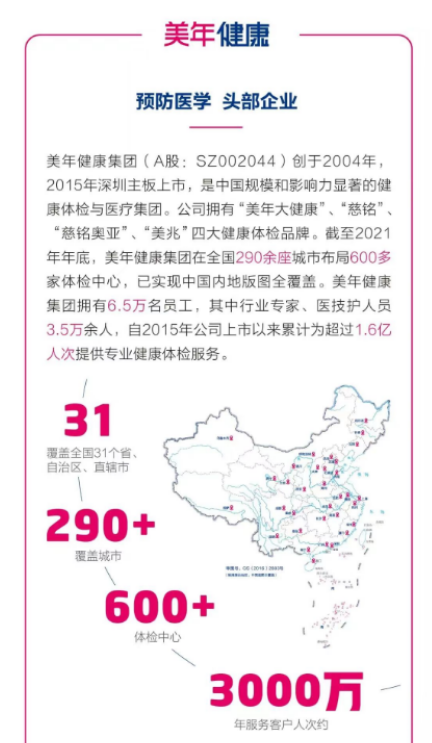 美年健康
预防医学 头部企业
美年健康集团（A股：SZ002044）创于2004年，
2015年深圳主板上市，是中国规模和影响力显著的健
康体检与医疗集团。公司拥有“美年大健康”、“慈铭”、
“慈铭奥亚”、“美兆”四大健康体检品牌。截至2021
年年底，美年健康集团在全国290余座城市布局600多
家体检中心，已实现中国内地版图全覆盖。美年健康
集团拥有6.5万名员工，其中行业专家、医技护人员
3.5万余人，自2015年公司上市以来累计为超过1.6亿
人次提供专业健康体检服务。
31
覆盖全国31个省、
自治区、直辖市
290+
覆盖城市
600+
体检中心
3000万
年服务客户人次约